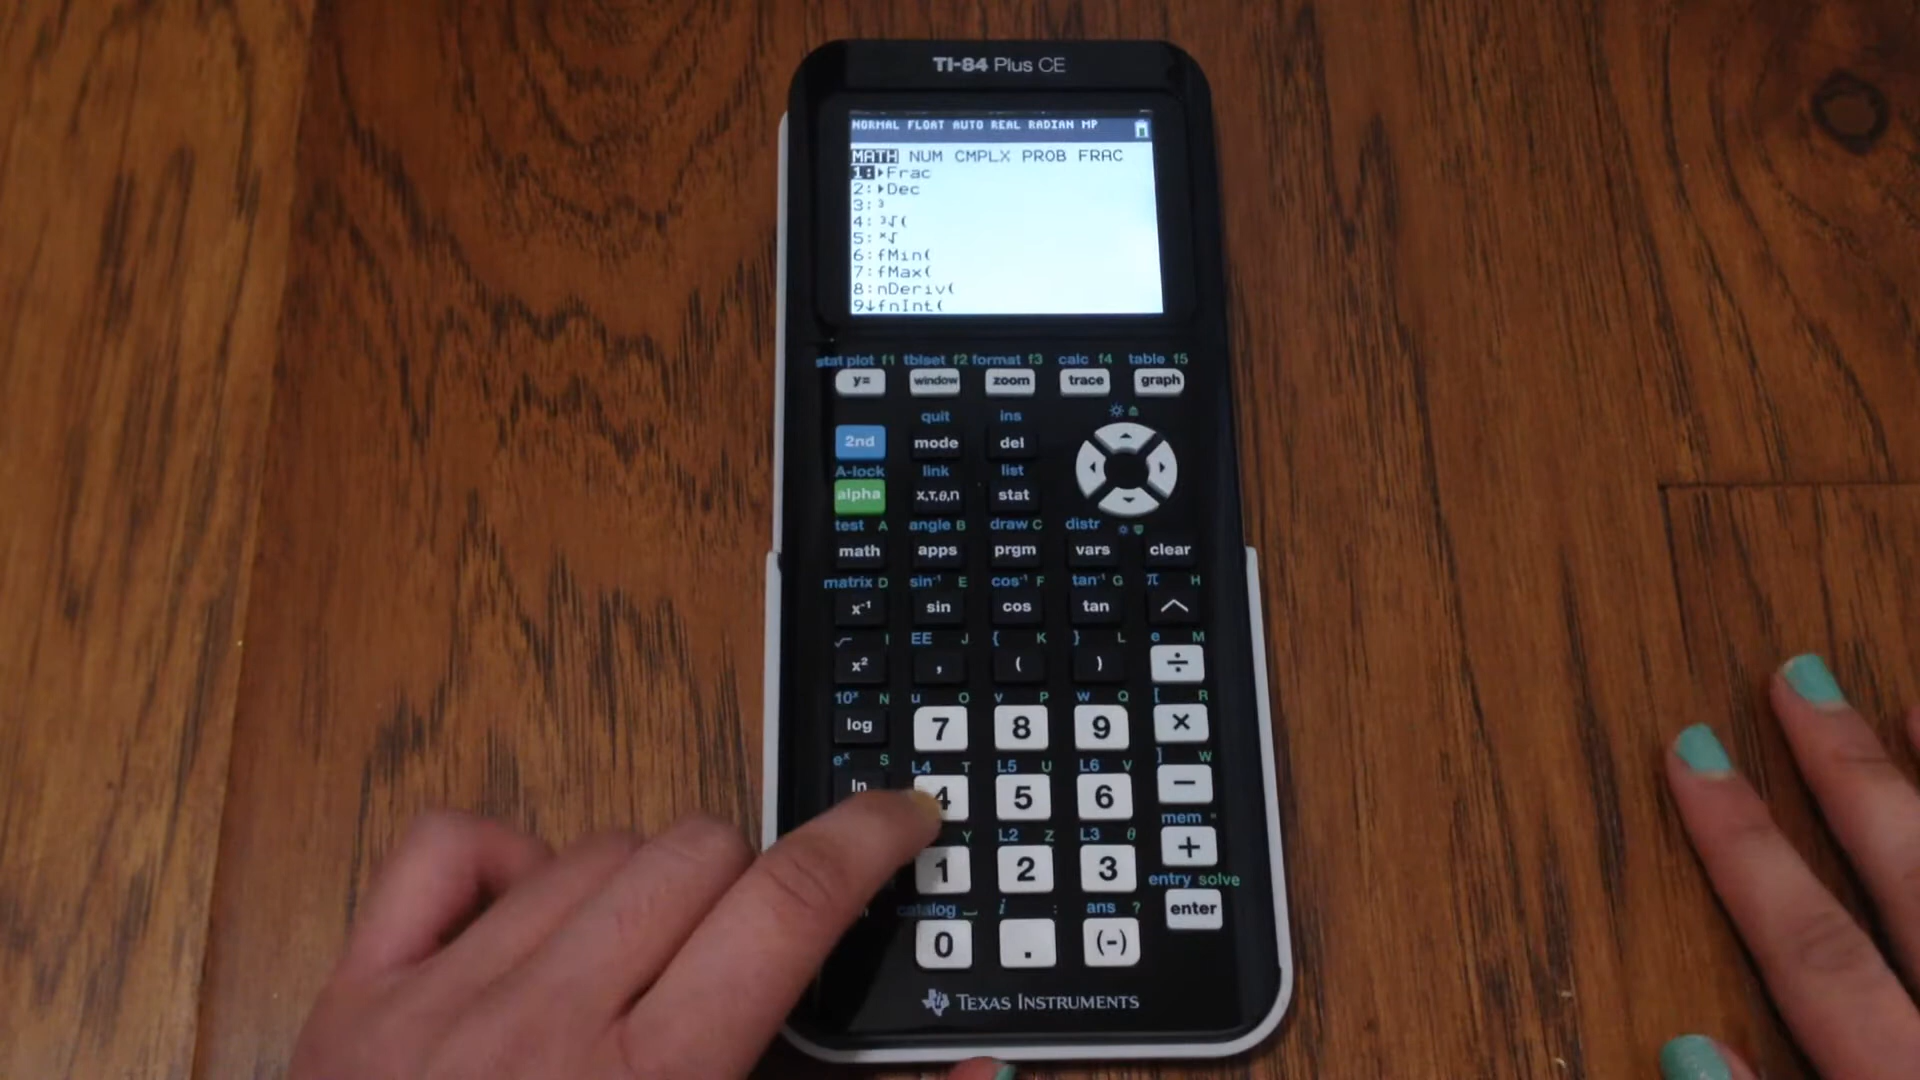 TI-84 Plus CE
NORMAL FLOAT AUTO REAL RADIAN MP
MATH NUM CMPLX PROB FRAC
1:▸Frac
2:▸Dec
3:³
4:³√(
5:ˣ√
6:fMin(
7:fMax(
8:nDeriv(
9↓fnInt(
stat plot f1 tblset f2 format f3 calc f4 table f5
y= window zoom trace graph
quit ins
2nd mode del
A-lock link list
alpha X,T,θ,n stat
test A angle B draw C distr
math apps prgm vars clear
matrix D sin⁻¹ E cos⁻¹ F tan⁻¹ G π H
x⁻¹ sin cos tan ^
√ I EE J { K } L e M
x² , ( ) ÷
10ˣ N u O v P w Q [ R
log 7 8 9 ×
eˣ S L4 T L5 U L6 V ] W
ln 4 5 6 −
Y L2 Z L3 θ mem "
1 2 3 +
catalog i : ans ? entry solve
0 . (-) enter
TEXAS INSTRUMENTS